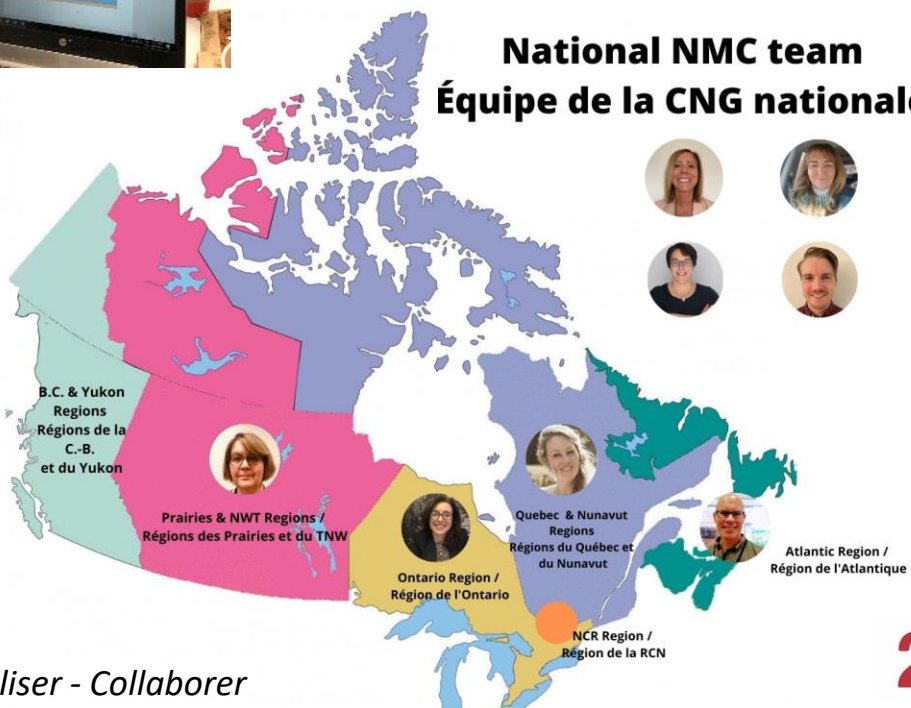 National NMC team
Équipe de la CNG nationale
B.C. & Yukon
Regions
Régions de la
C.-B.
et du Yukon
Prairies & NWT Regions /
Régions des Prairies et du TNW
Quebec & Nunavut
Regions
Régions du Québec et
du Nunavut
Atlantic Region /
Région de l'Atlantique
Ontario Region /
Région de l'Ontario
NCR Region /
Région de la RCN
liser - Collaborer
2